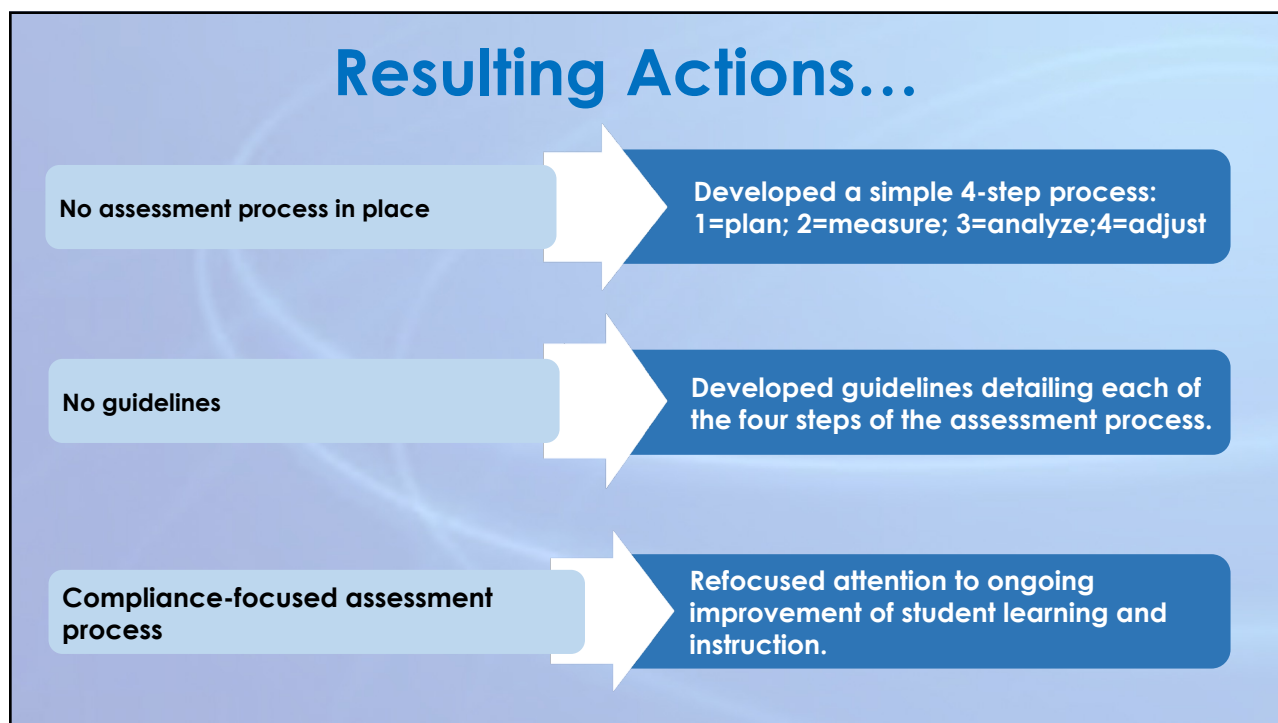 Resulting Actions...
No assessment process in place
Developed a simple 4-step process:
1=plan; 2=measure; 3=analyze;4=adjust
No guidelines
Developed guidelines detailing each of
the four steps of the assessment process.
Compliance-focused assessment
process
Refocused attention to ongoing
improvement of student learning and
instruction.